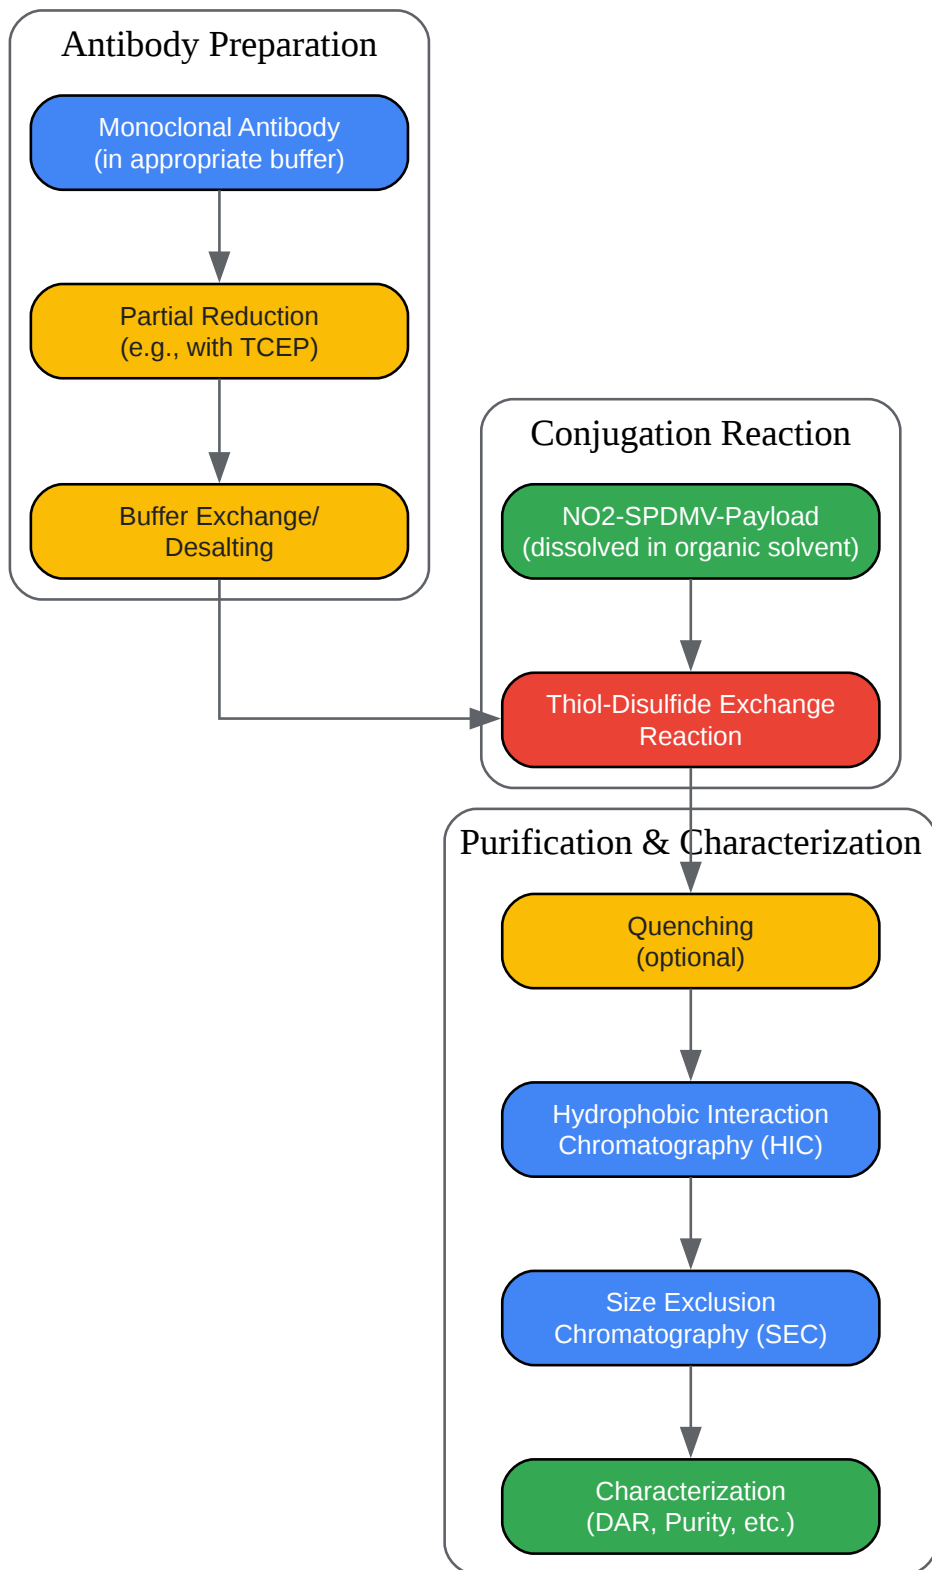 Antibody Preparation
Monoclonal Antibody
(in appropriate buffer)
Partial Reduction
(e.g., with TCEP)
Buffer Exchange/
Desalting
Conjugation Reaction
NO2-SPDMV-Payload
(dissolved in organic solvent)
Thiol-Disulfide Exchange
Reaction
Purification & Characterization
Quenching
(optional)
Hydrophobic Interaction
Chromatography (HIC)
Size Exclusion
Chromatography (SEC)
Characterization
(DAR, Purity, etc.)